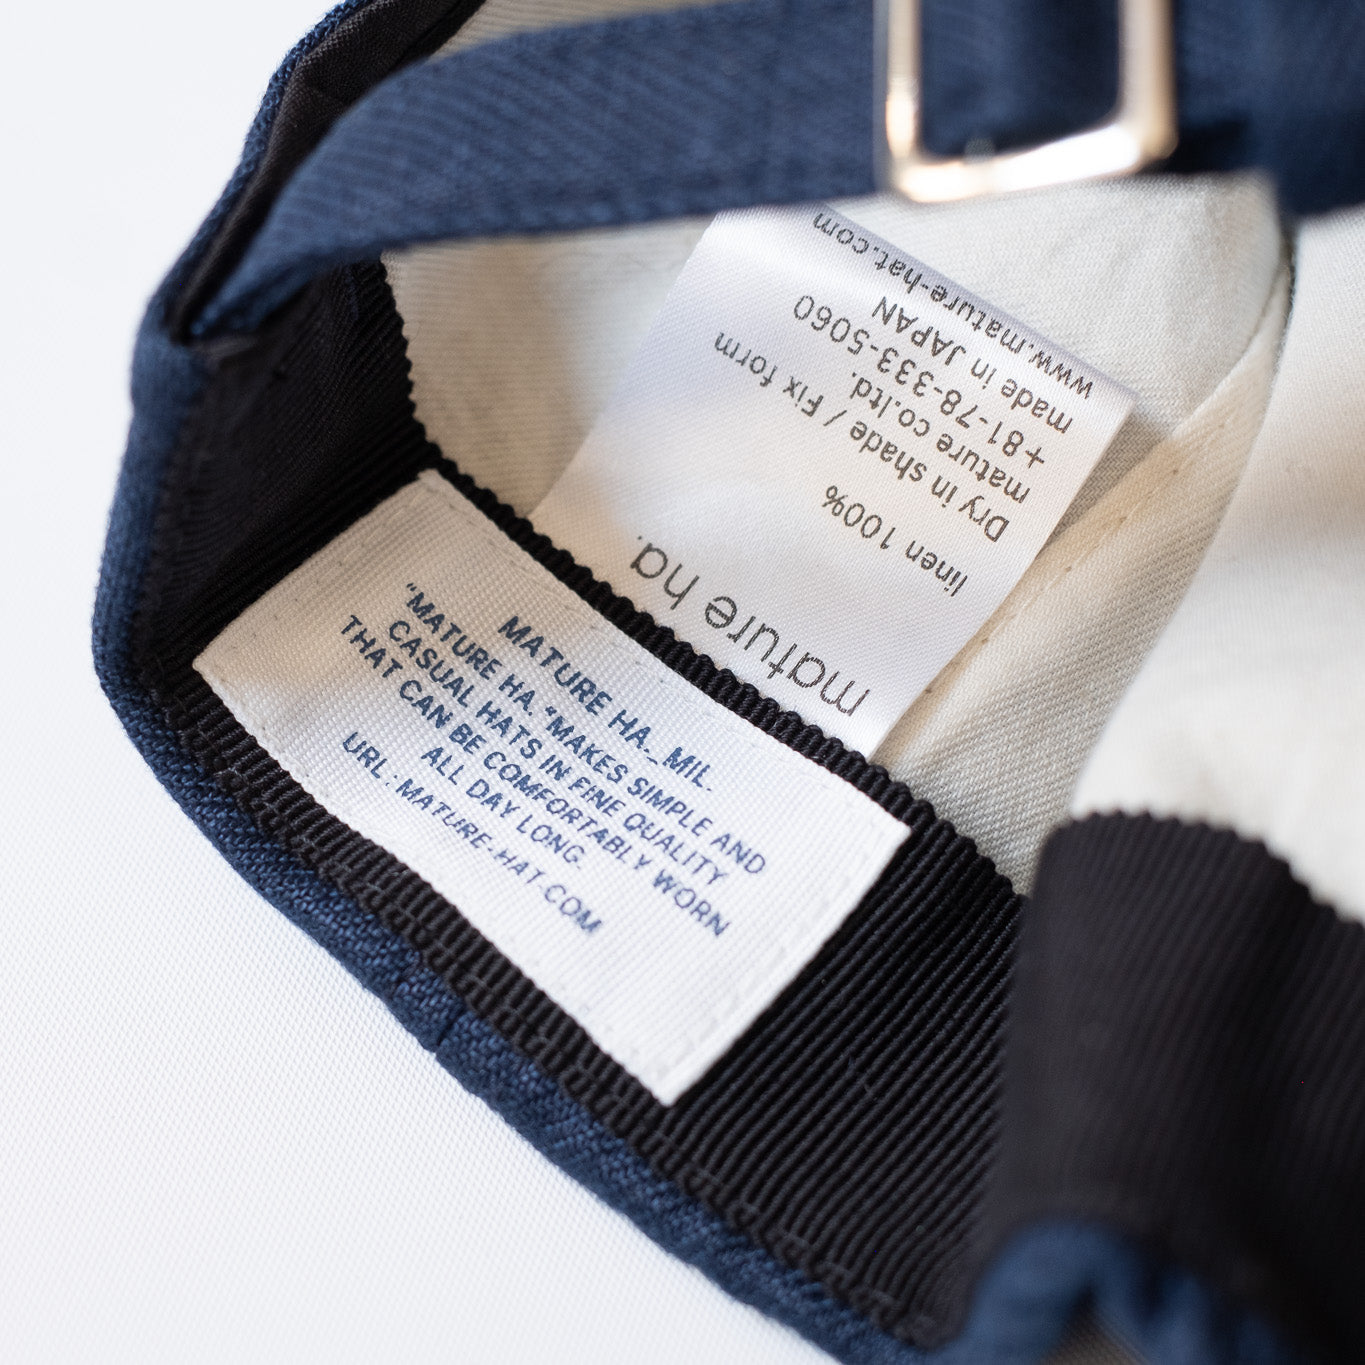 MATURE HA._MIL.
"MATURE HA. "MAKES SIMPLE AND
CASUAL HATS IN FINE QUALITY
THAT CAN BE COMFORTABLY WORN
ALL DAY LONG.
URL : MATURE-HAT.COM
mature ha.
linen 100%
Dry in shade / Fix form
mature co.ltd.
+81-78-333-5060
made in JAPAN
www.mature-hat.com